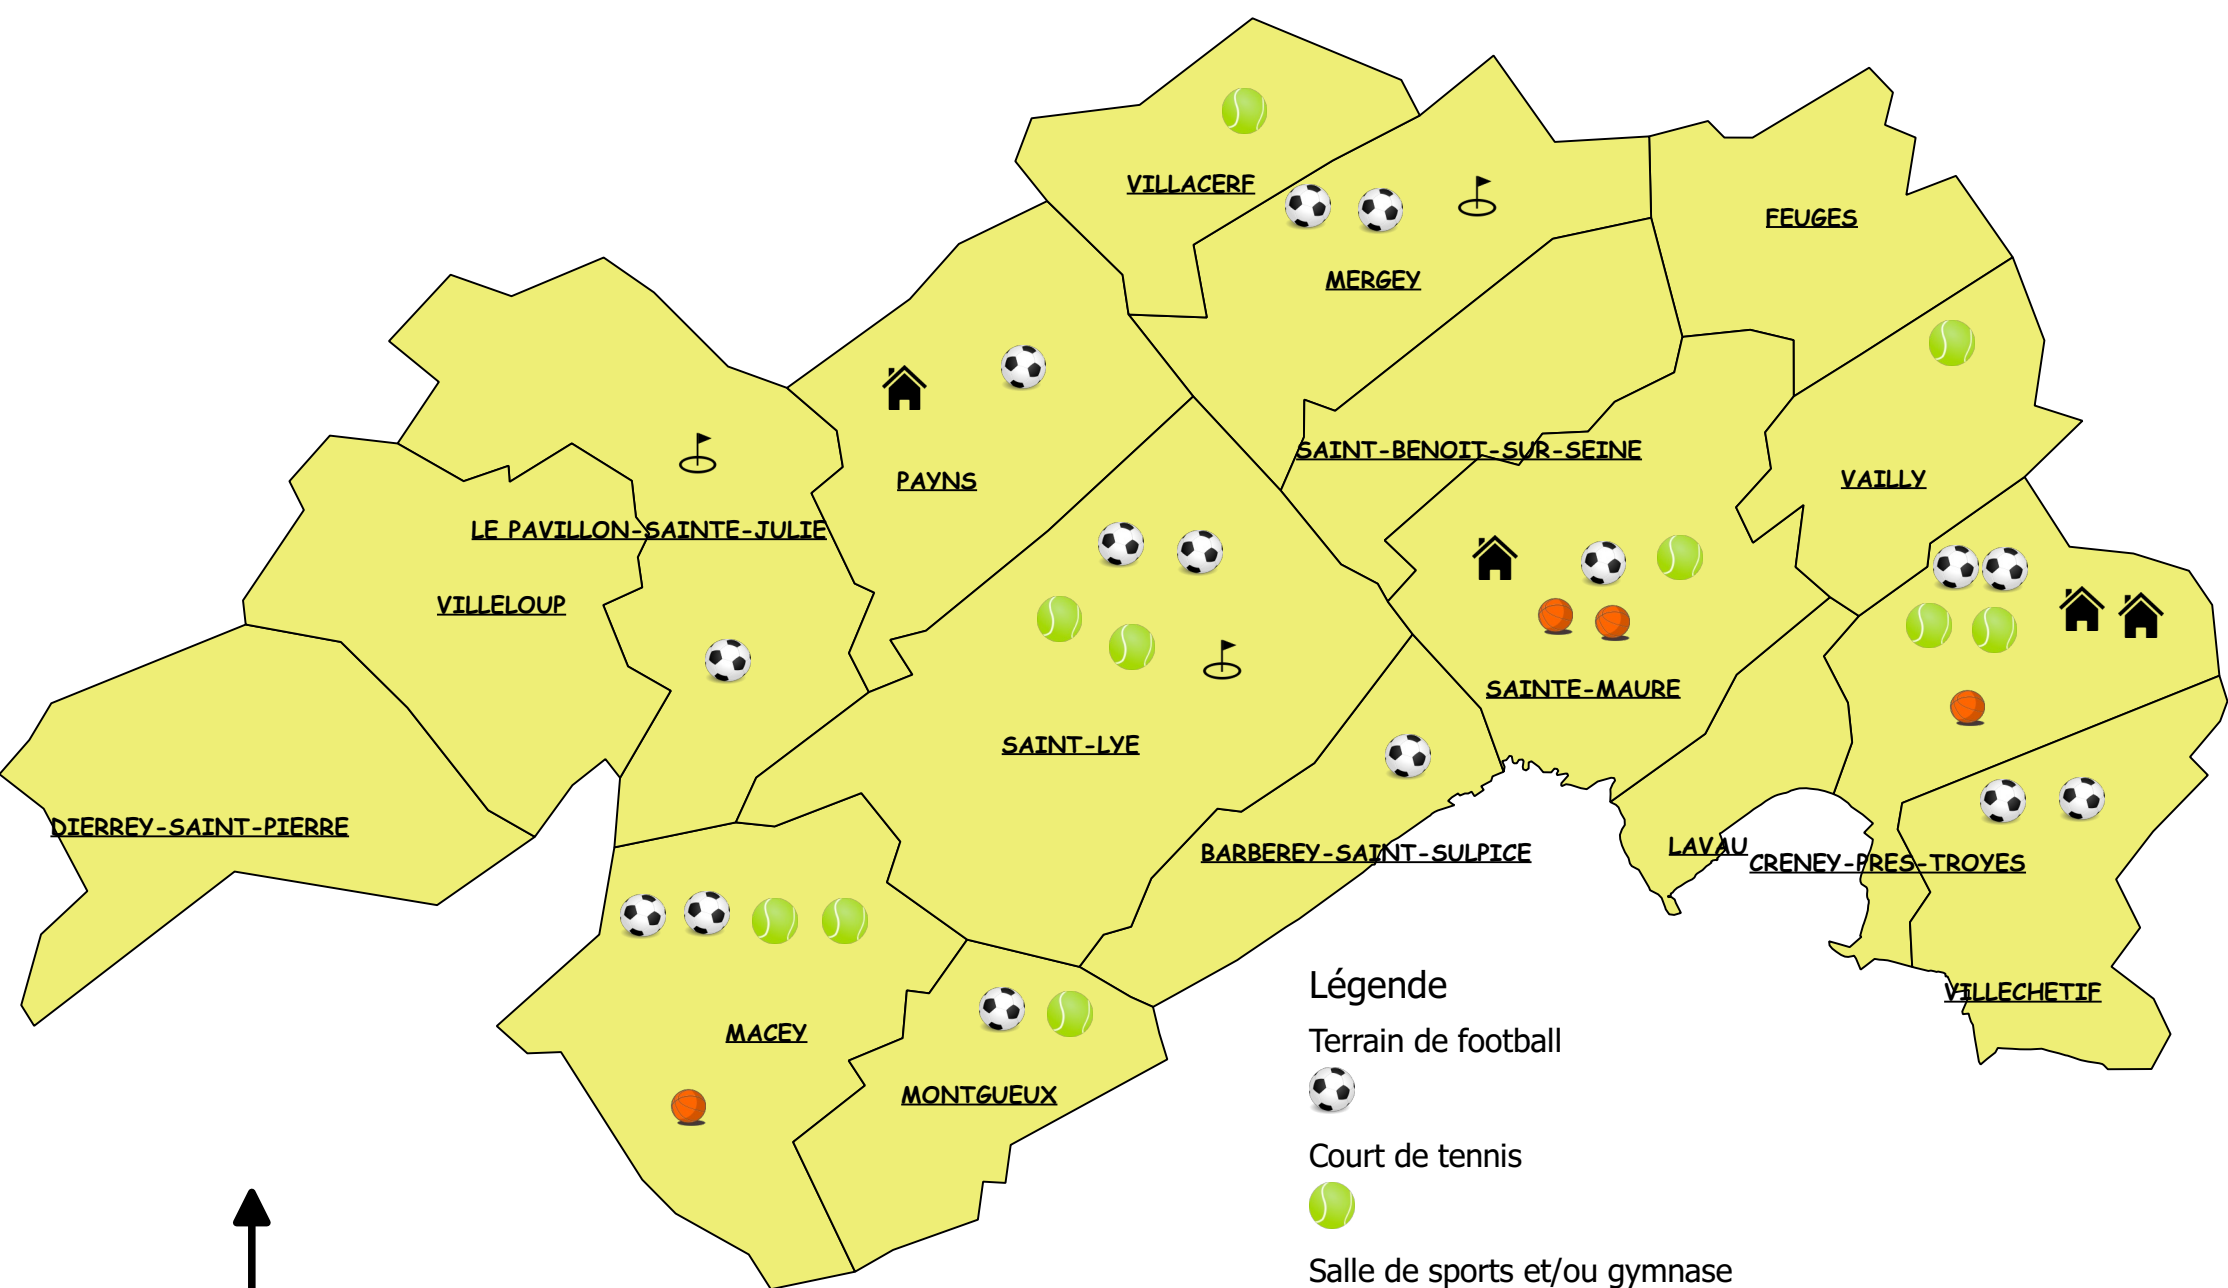 VILLACERF
FEUGES
MERGEY
SAINT-BENOIT-SUR-SEINE
PAYNS
VAILLY
LE PAVILLON-SAINTE-JULIE
VILLELOUP
SAINTE-MAURE
SAINT-LYE
DIERREY-SAINT-PIERRE
BARBEREY-SAINT-SULPICE
LAVAU
CRENEY-PRES-TROYES
VILLECHETIF
MACEY
MONTGUEUX
Légende
Terrain de football
Court de tennis
Salle de sports et/ou gymnase